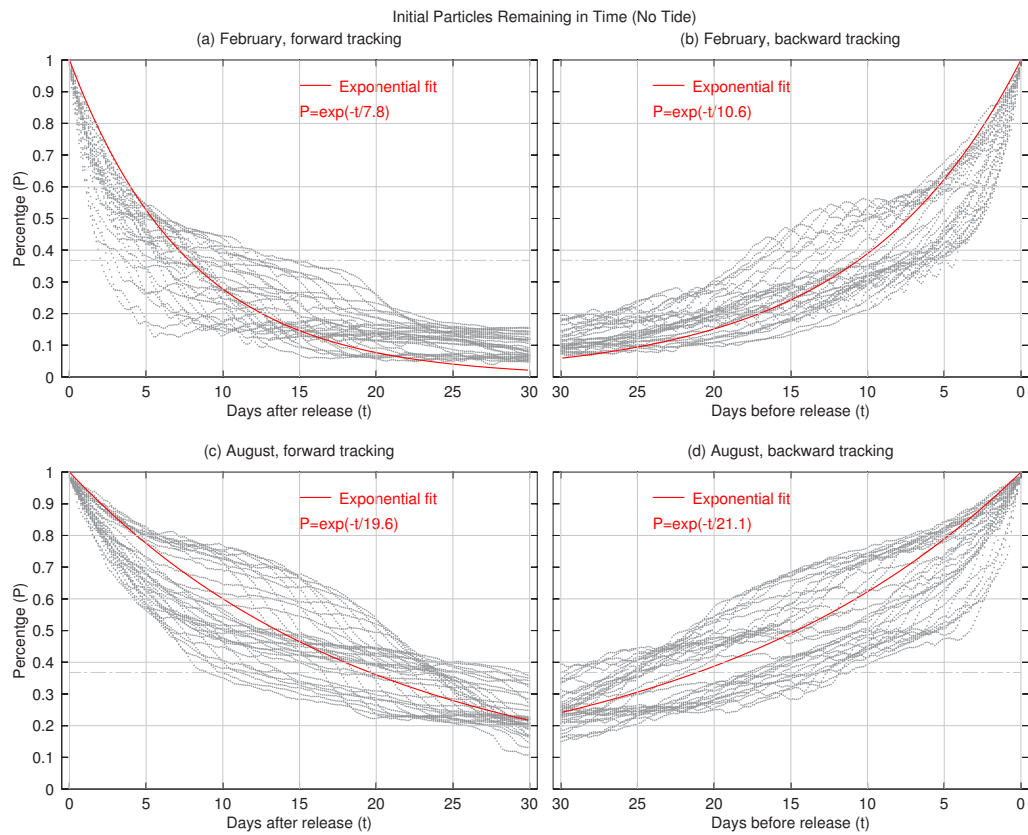 Initial Particles Remaining in Time (No Tide)
(a) February, forward tracking
Exponential fit
P=exp(-t/7.8)
Percentge (P)
1
0.9
0.8
0.7
0.6
0.5
0.4
0.3
0.2
0.1
0
0 5 10 15 20 25 30
Days after release (t)
(b) February, backward tracking
Exponential fit
P=exp(-t/10.6)
30 25 20 15 10 5 0
Days before release (t)
(c) August, forward tracking
Exponential fit
P=exp(-t/19.6)
Percentge (P)
1
0.9
0.8
0.7
0.6
0.5
0.4
0.3
0.2
0.1
0
0 5 10 15 20 25 30
Days after release (t)
(d) August, backward tracking
Exponential fit
P=exp(-t/21.1)
30 25 20 15 10 5 0
Days before release (t)